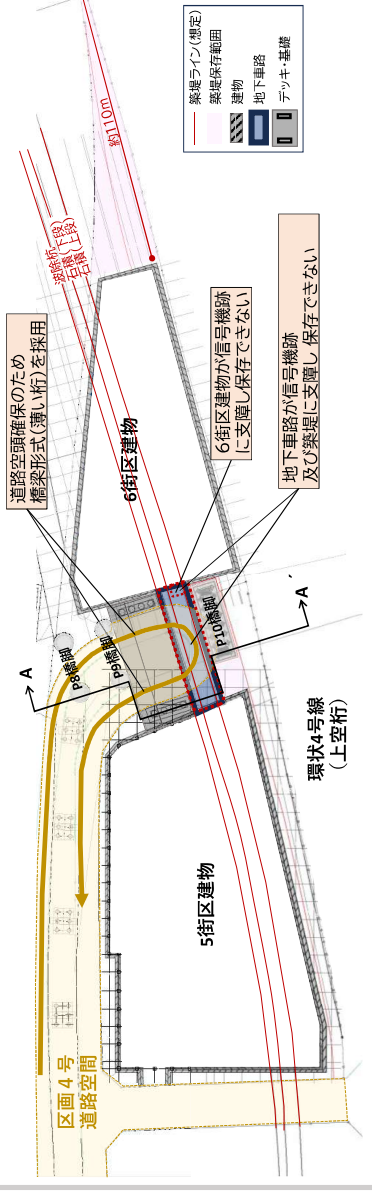 道路空頭確保のため
橋梁形式(薄い桁)を採用
波除杭
石積(下段)
石積(上段)
約110m
築堤ライン(想定)
築堤保存範囲
建物
地下車路
デッキ・基礎
6街区建物
6街区建物が信号機跡
に支障し保存できない
地下車路が信号機跡
及び築堤に支障し 保存できない
A
P8橋脚
P9橋脚
P10橋脚
A
環状4号線
(上空桁)
5街区建物
区画4号
道路空間